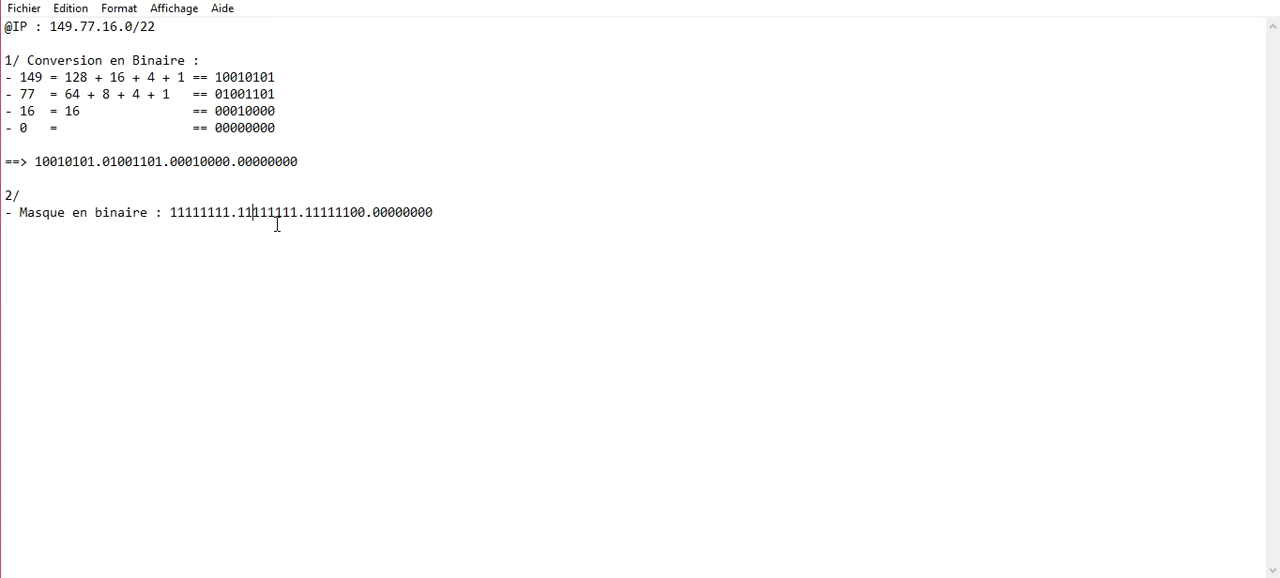 Fichier Edition Format Affichage Aide
@IP : 149.77.16.0/22
1/ Conversion en Binaire :
- 149 = 128 + 16 + 4 + 1 == 10010101
- 77 = 64 + 8 + 4 + 1 == 01001101
- 16 = 16 == 00010000
- 0 = == 00000000
==> 10010101.01001101.00010000.00000000
2/
- Masque en binaire : 11111111.11111111.11111100.00000000